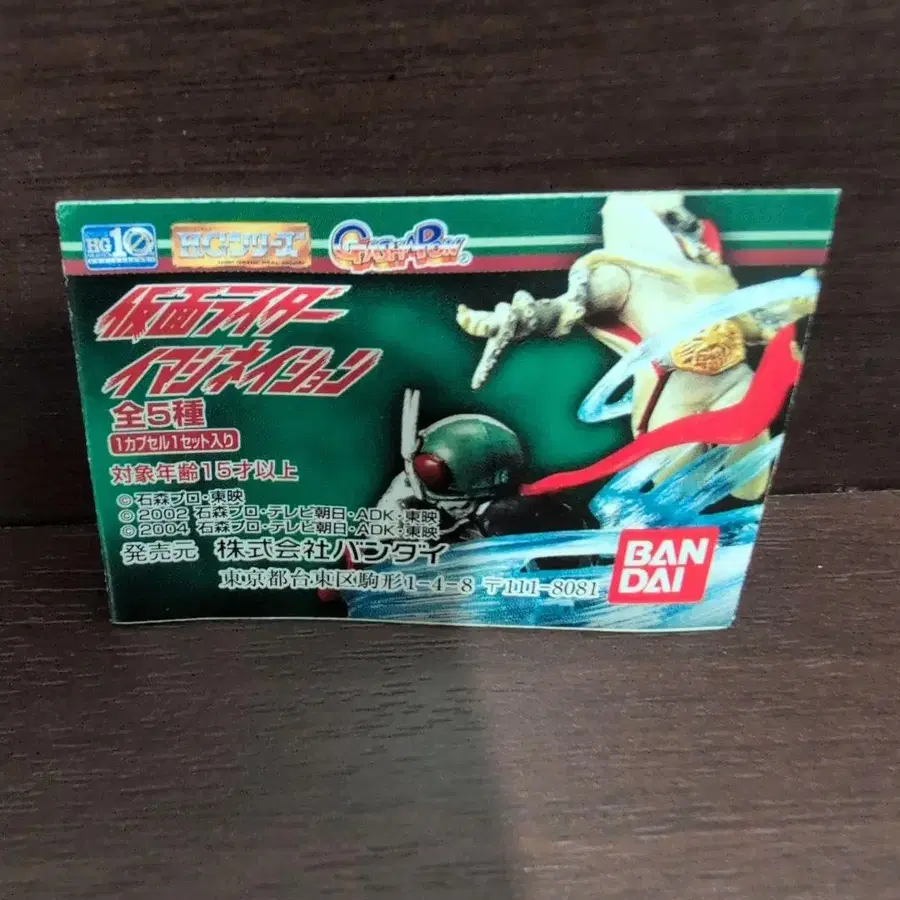 HG10 HGシリーズ GASHAPON
仮面ライダー
イマジネイション
全5種
1カプセル1セット入り
対象年齢15才以上
©石森プロ・東映
©2002 石森プロ・テレビ朝日・ADK・東映
©2004 石森プロ・テレビ朝日・ADK・東映
発売元 株式会社バンダイ
東京都台東区駒形1-4-8 〒111-8081
BAN
DAI